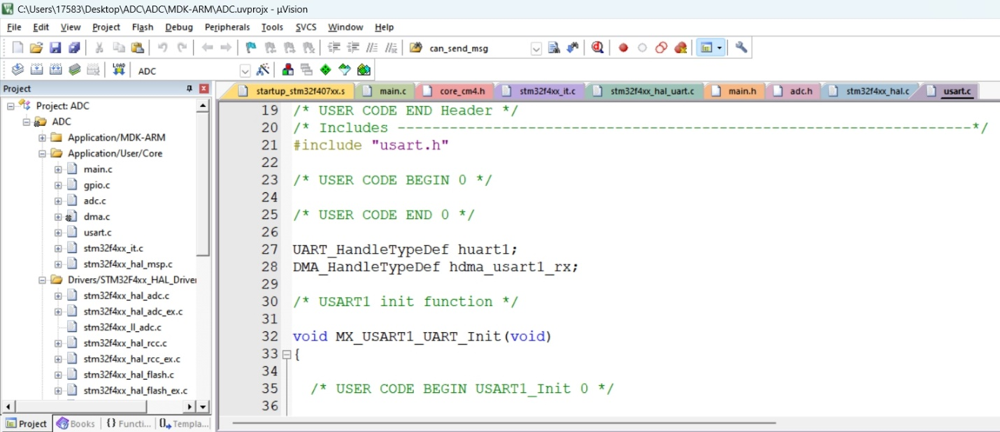 C:\Users\17583\Desktop\ADC\ADC\MDK-ARM\ADC.uvprojx - µVision
File Edit View Project Flash Debug Peripherals Tools SVCS Window Help
can_send_msg
LOAD ADC
Project
Project: ADC
ADC
Application/MDK-ARM
Application/User/Core
main.c
gpio.c
adc.c
dma.c
usart.c
stm32f4xx_it.c
stm32f4xx_hal_msp.c
Drivers/STM32F4xx_HAL_Driver
stm32f4xx_hal_adc.c
stm32f4xx_hal_adc_ex.c
stm32f4xx_ll_adc.c
stm32f4xx_hal_rcc.c
stm32f4xx_hal_rcc_ex.c
stm32f4xx_hal_flash.c
stm32f4xx_hal_flash_ex.c
Project Books {} Functi... 0 Templa...
startup_stm32f407xx.s main.c core_cm4.h stm32f4xx_it.c stm32f4xx_hal_uart.c main.h adc.h stm32f4xx_hal.c usart.c
19 /* USER CODE END Header */
20 /* Includes ------------------------------------------------------------------*/
21 #include "usart.h"
22
23 /* USER CODE BEGIN 0 */
24
25 /* USER CODE END 0 */
26
27 UART_HandleTypeDef huart1;
28 DMA_HandleTypeDef hdma_usart1_rx;
29
30 /* USART1 init function */
31
32 void MX_USART1_UART_Init(void)
33 {
34
35 /* USER CODE BEGIN USART1_Init 0 */
36